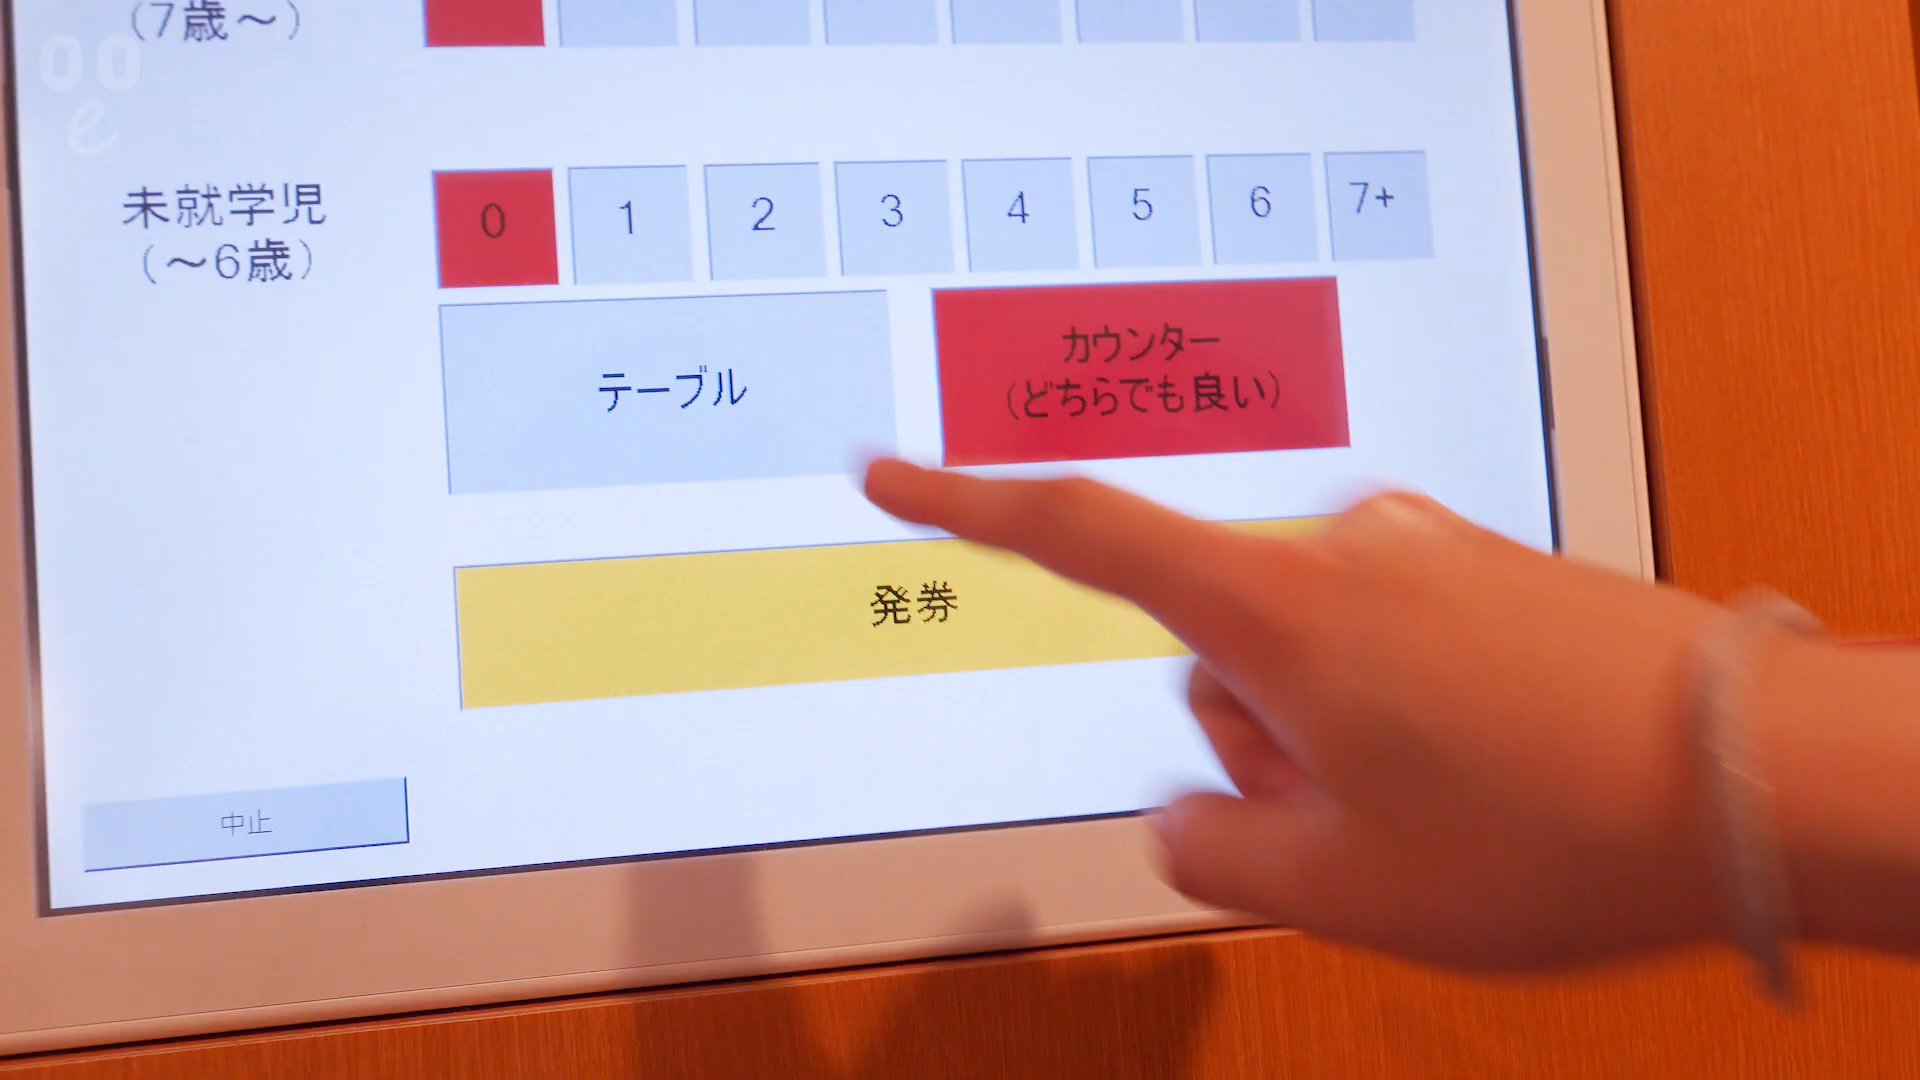 (7歳〜)
ooe
未就学児
(〜6歳)
0 1 2 3 4 5 6 7+
テーブル
カウンター
(どちらでも良い)
発券
中止